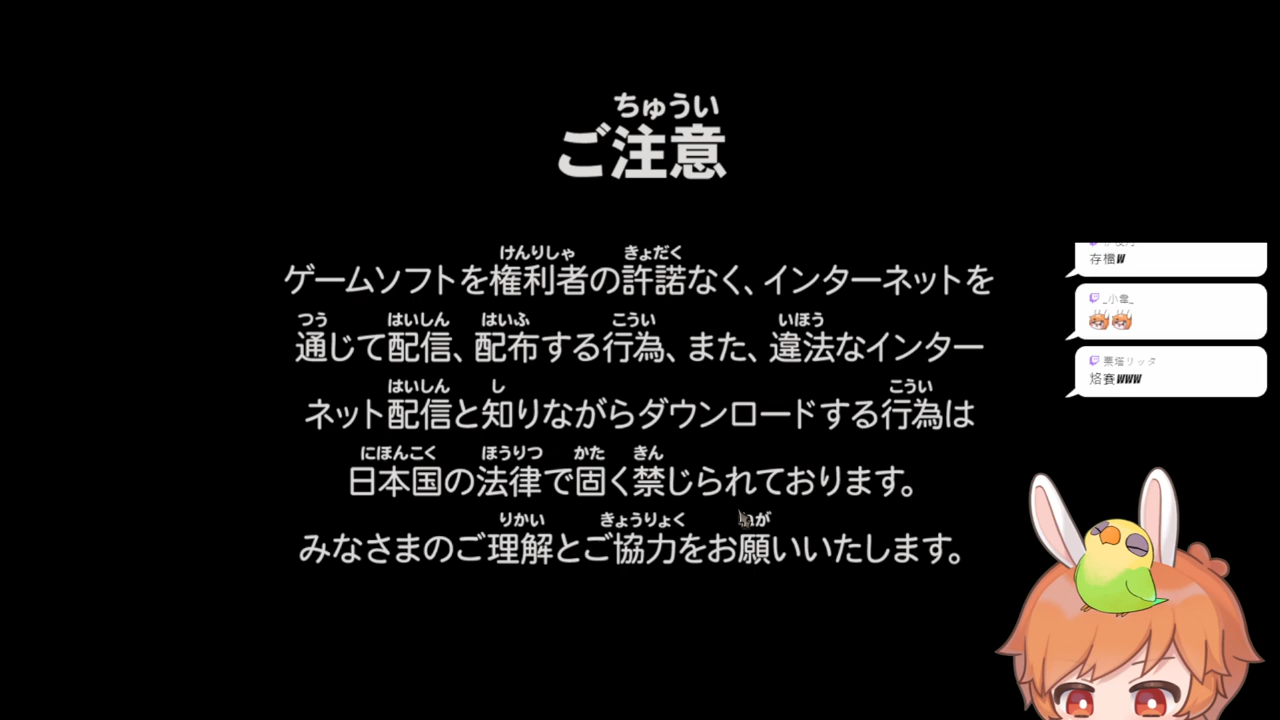 ちゅうい
ご注意
けんりしゃ きょだく
ゲームソフトを権利者の許諾なく、インターネットを
つう はいしん はいふ こうい いほう
通じて配信、配布する行為、また、違法なインター
はいしん し こうい
ネット配信と知りながらダウンロードする行為は
にほんこく ほうりつ かた きん
日本国の法律で固く禁じられております。
りかい きょうりょく
みなさまのご理解とご協力をお願いいたします。
存檔W
_小韋_
栗塔リッタ
烙賽WWW